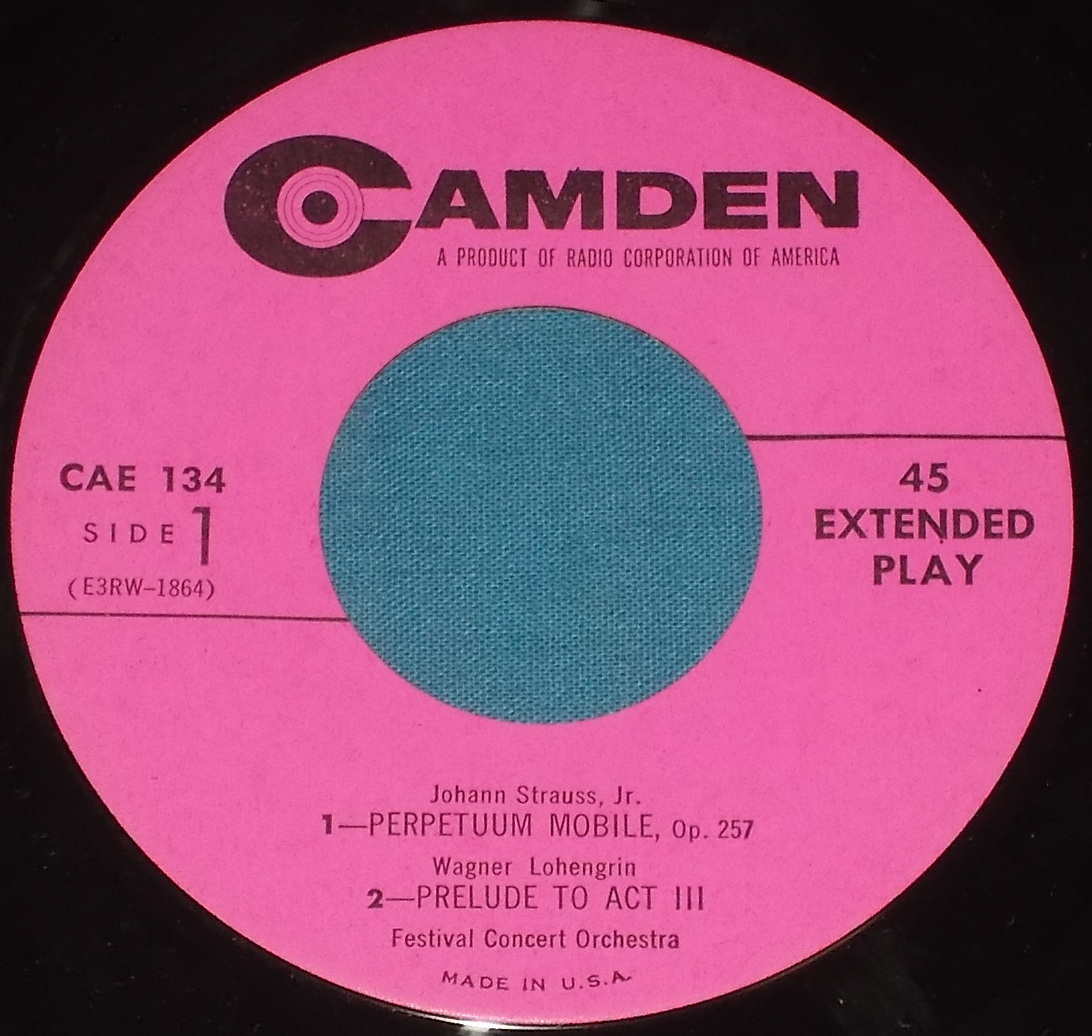 CAMDEN
A PRODUCT OF RADIO CORPORATION OF AMERICA
CAE 134
SIDE 1
(E3RW–1864)
45
EXTENDED
PLAY
Johann Strauss, Jr.
1—PERPETUUM MOBILE, Op. 257
Wagner Lohengrin
2—PRELUDE TO ACT III
Festival Concert Orchestra
MADE IN U.S.A.